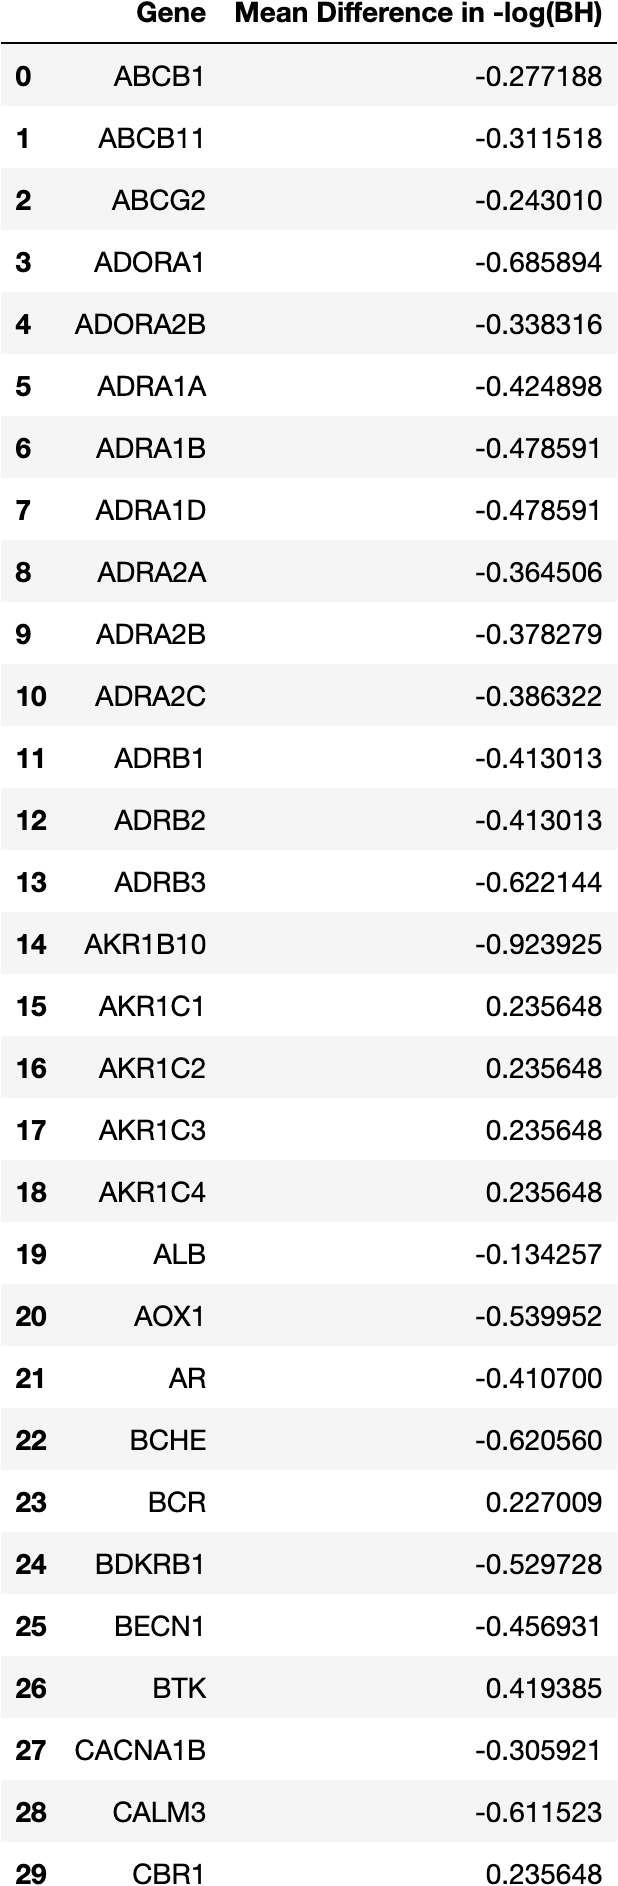 Gene Mean Difference in -log(BH)
0 ABCB1 -0.277188
1 ABCB11 -0.311518
2 ABCG2 -0.243010
3 ADORA1 -0.685894
4 ADORA2B -0.338316
5 ADRA1A -0.424898
6 ADRA1B -0.478591
7 ADRA1D -0.478591
8 ADRA2A -0.364506
9 ADRA2B -0.378279
10 ADRA2C -0.386322
11 ADRB1 -0.413013
12 ADRB2 -0.413013
13 ADRB3 -0.622144
14 AKR1B10 -0.923925
15 AKR1C1 0.235648
16 AKR1C2 0.235648
17 AKR1C3 0.235648
18 AKR1C4 0.235648
19 ALB -0.134257
20 AOX1 -0.539952
21 AR -0.410700
22 BCHE -0.620560
23 BCR 0.227009
24 BDKRB1 -0.529728
25 BECN1 -0.456931
26 BTK 0.419385
27 CACNA1B -0.305921
28 CALM3 -0.611523
29 CBR1 0.235648